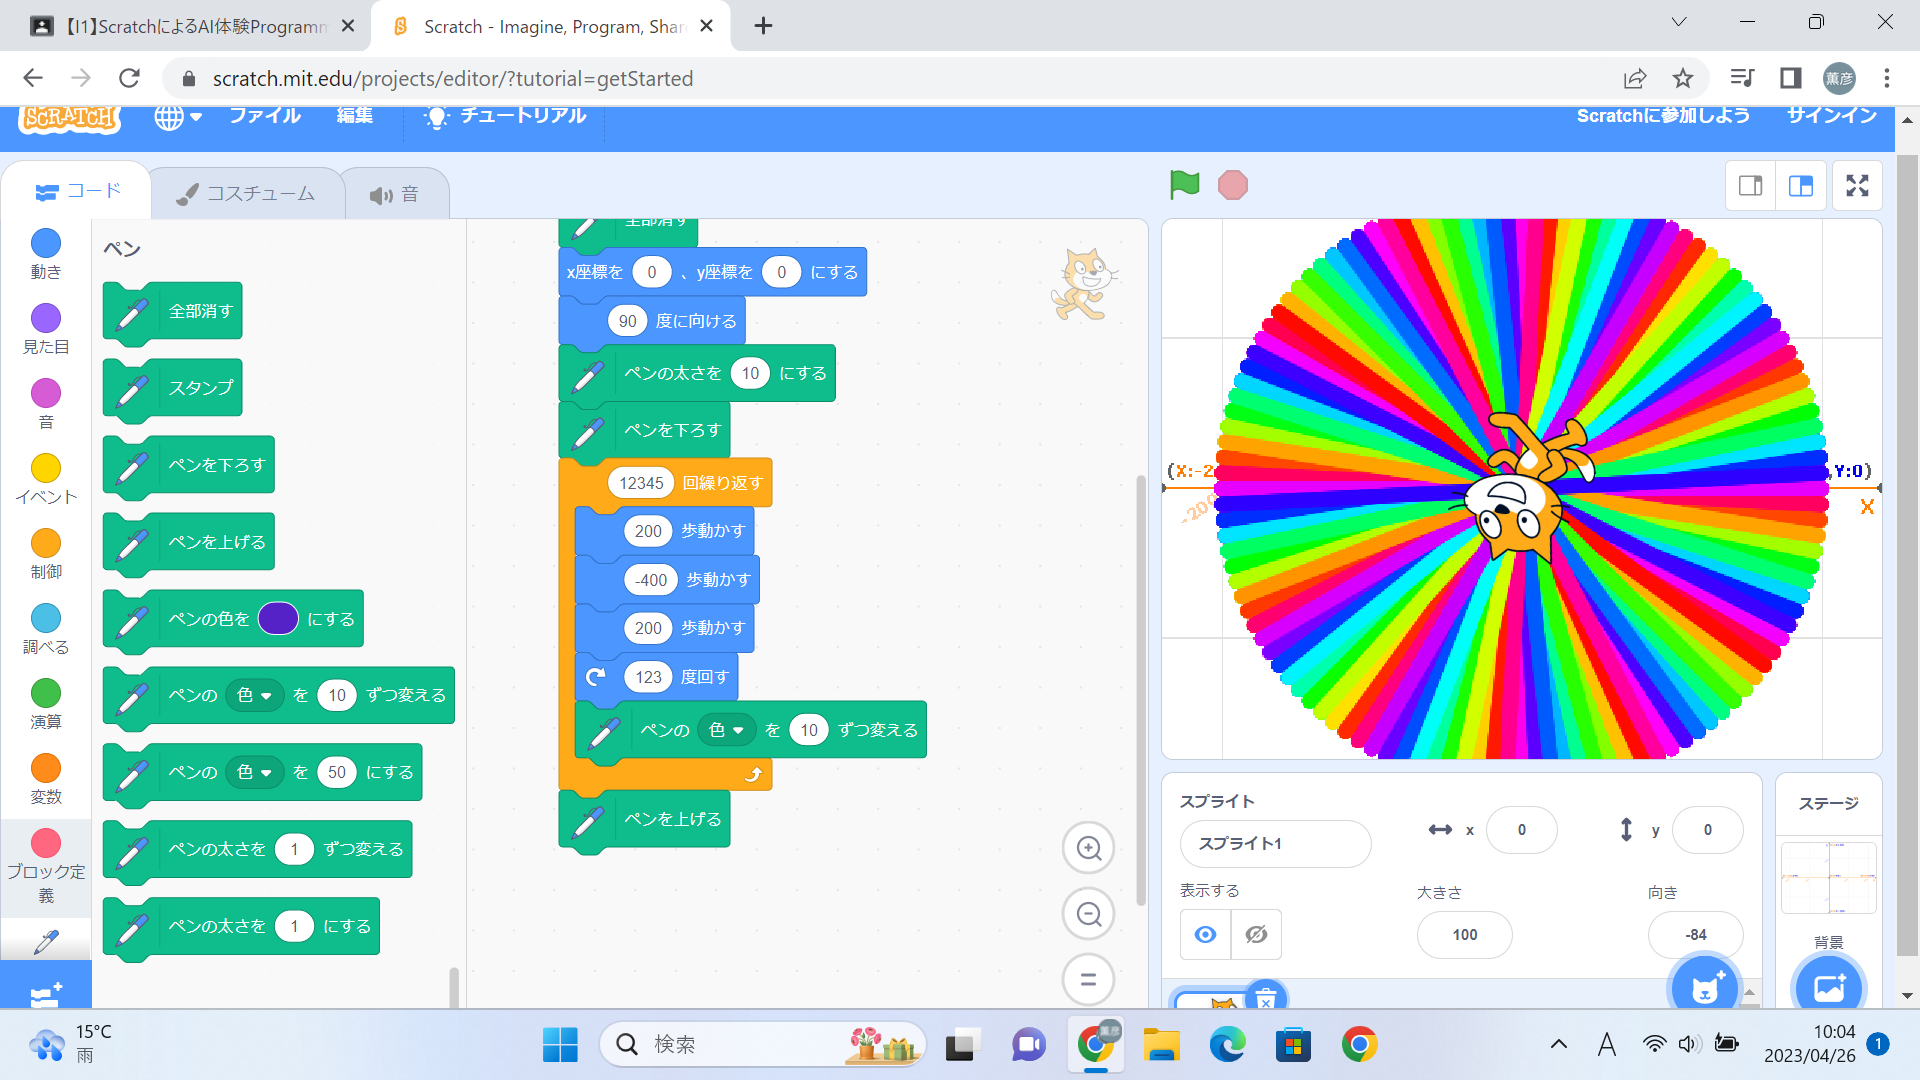 【I1】ScratchによるAI体験Programm
Scratch - Imagine, Program, Shar
scratch.mit.edu/projects/editor/?tutorial=getStarted
薫彦
SCRATCH
ファイル
編集
チュートリアル
Scratchに参加しよう
サインイン
コード
コスチューム
音
動き
見た目
音
イベント
制御
調べる
演算
変数
ブロック定義
ペン
全部消す
スタンプ
ペンを下ろす
ペンを上げる
ペンの色を にする
ペンの 色 を 10 ずつ変える
ペンの 色 を 50 にする
ペンの太さを 1 ずつ変える
ペンの太さを 1 にする
全部消す
x座標を 0 、y座標を 0 にする
90 度に向ける
ペンの太さを 10 にする
ペンを下ろす
12345 回繰り返す
200 歩動かす
-400 歩動かす
200 歩動かす
123 度回す
ペンの 色 を 10 ずつ変える
ペンを上げる
(X:-2
,Y:0)
-200
X
スプライト
スプライト1
x 0
y 0
表示する
大きさ
100
向き
-84
ステージ
背景
15°C
雨
検索
A
10:04
2023/04/26
1